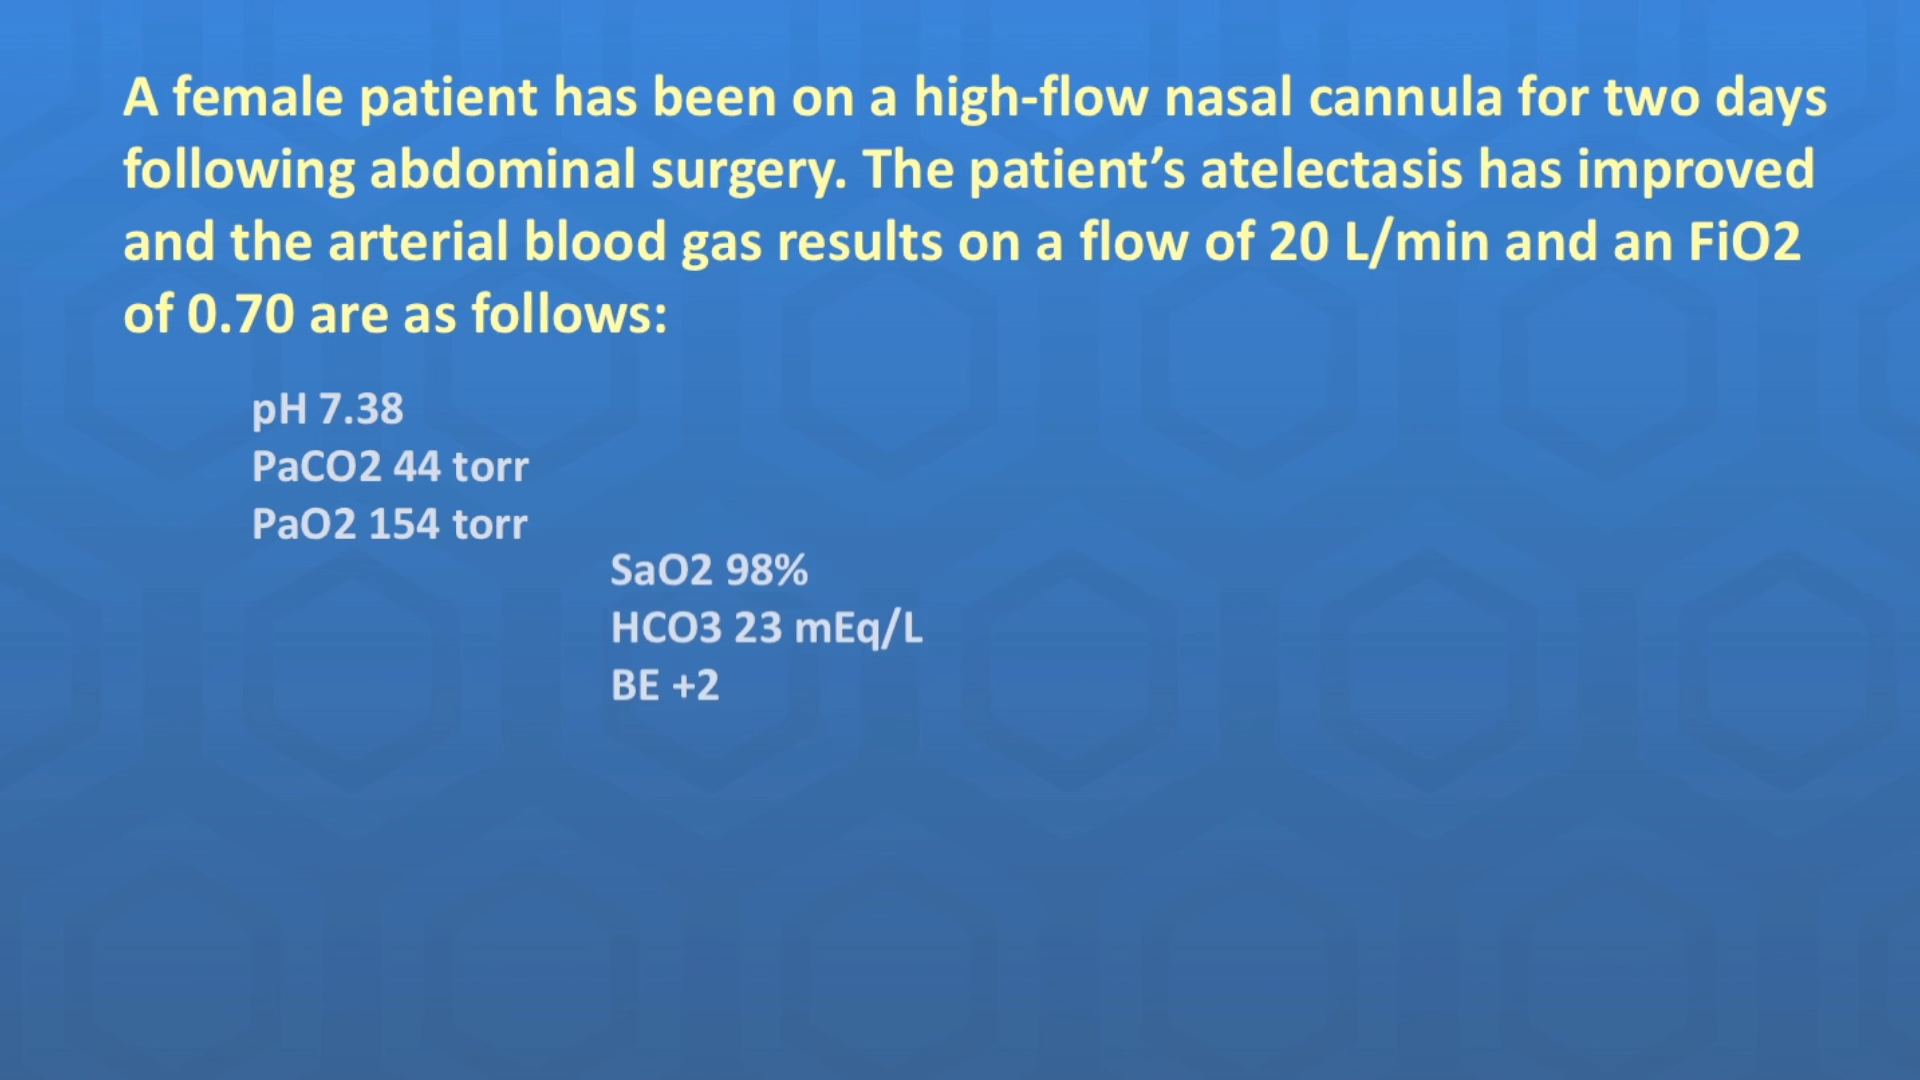 A female patient has been on a high-flow nasal cannula for two days
following abdominal surgery. The patient’s atelectasis has improved
and the arterial blood gas results on a flow of 20 L/min and an FiO2
of 0.70 are as follows:
pH 7.38
PaCO2 44 torr
PaO2 154 torr
SaO2 98%
HCO3 23 mEq/L
BE +2